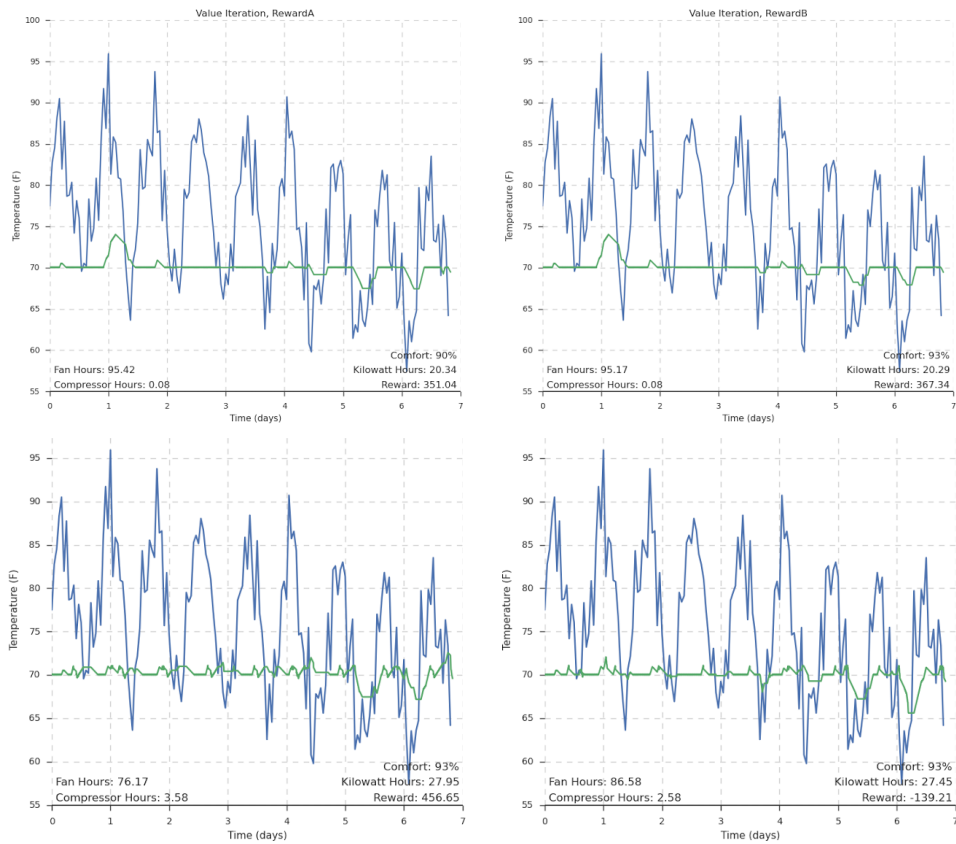 Value Iteration, RewardA
100
95
90
85
80
75
70
65
60
55
Temperature (F)
Comfort: 90%
Fan Hours: 95.42
Kilowatt Hours: 20.34
Compressor Hours: 0.08
Reward: 351.04
0 1 2 3 4 5 6 7
Time (days)
Value Iteration, RewardB
100
95
90
85
80
75
70
65
60
55
Temperature (F)
Comfort: 93%
Fan Hours: 95.17
Kilowatt Hours: 20.29
Compressor Hours: 0.08
Reward: 367.34
0 1 2 3 4 5 6 7
Time (days)
95
90
85
80
75
70
65
60
55
Temperature (F)
Comfort: 93%
Fan Hours: 76.17
Kilowatt Hours: 27.95
Compressor Hours: 3.58
Reward: 456.65
0 1 2 3 4 5 6 7
Time (days)
95
90
85
80
75
70
65
60
55
Temperature (F)
Comfort: 93%
Fan Hours: 86.58
Kilowatt Hours: 27.45
Compressor Hours: 2.58
Reward: -139.21
0 1 2 3 4 5 6 7
Time (days)